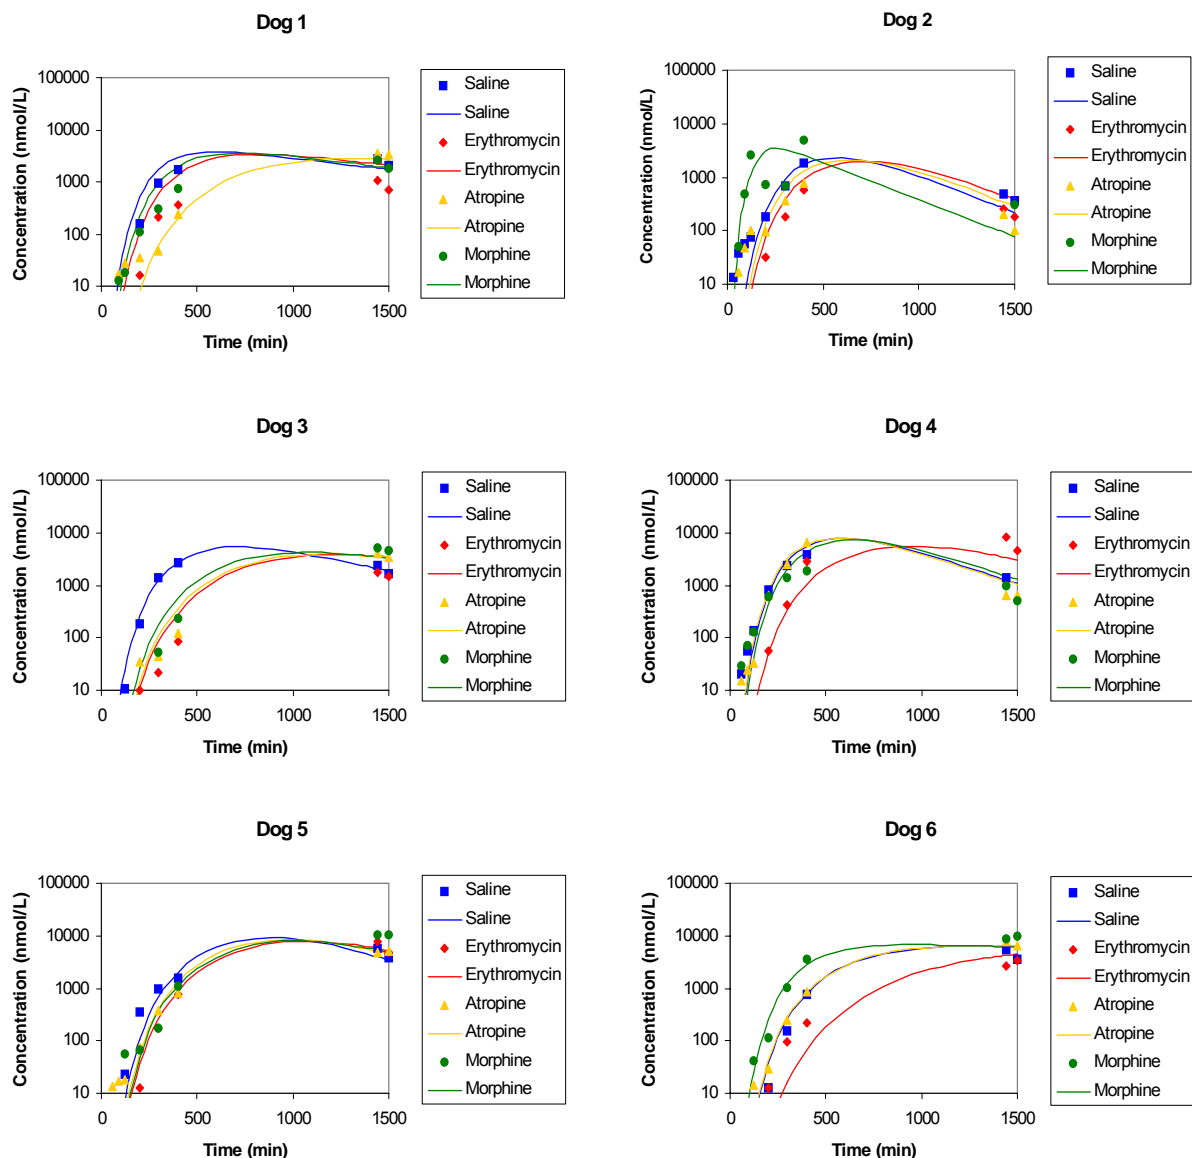 Dog 1
Concentration (nmol/L)
100000
10000
1000
100
10
0
500
1000
1500
Time (min)
Saline
Saline
Erythromycin
Erythromycin
Atropine
Atropine
Morphine
Morphine
Dog 2
Concentration (nmol/L)
100000
10000
1000
100
10
0
500
1000
1500
Time (min)
Saline
Saline
Erythromycin
Erythromycin
Atropine
Atropine
Morphine
Morphine
Dog 3
Concentration (nmol/L)
100000
10000
1000
100
10
0
500
1000
1500
Time (min)
Saline
Saline
Erythromycin
Erythromycin
Atropine
Atropine
Morphine
Morphine
Dog 4
Concentration (nmol/L)
100000
10000
1000
100
10
0
500
1000
1500
Time (min)
Saline
Saline
Erythromycin
Erythromycin
Atropine
Atropine
Morphine
Morphine
Dog 5
Concentration (nmol/L)
100000
10000
1000
100
10
0
500
1000
1500
Time (min)
Saline
Saline
Erythromycin
Erythromycin
Atropine
Atropine
Morphine
Morphine
Dog 6
Concentration (nmol/L)
100000
10000
1000
100
10
0
500
1000
1500
Time (min)
Saline
Saline
Erythromycin
Erythromycin
Atropine
Atropine
Morphine
Morphine